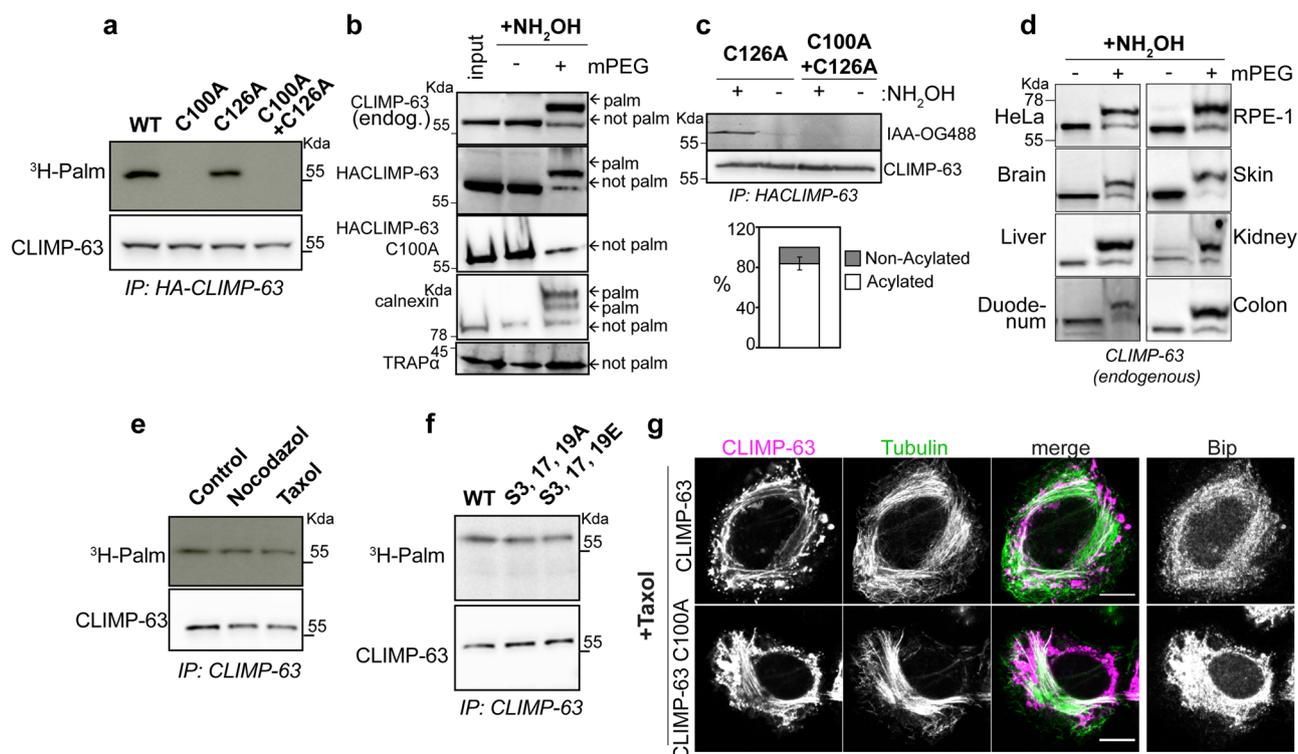 a
WT
C100A
C126A
C100A
+C126A
Kda
³H-Palm
55
CLIMP-63
55
IP: HA-CLIMP-63
b
input
+NH₂OH
- + mPEG
Kda
CLIMP-63
(endog.)
55
palm
not palm
HACLIMP-63
55
palm
not palm
HACLIMP-63
C100A
55
not palm
Kda
calnexin
78
palm
palm
not palm
45
TRAPα
not palm
c
C126A
C100A
+C126A
+ - + - :NH₂OH
Kda
55
IAA-OG488
55
CLIMP-63
IP: HACLIMP-63
120
80
40
0
%
Non-Acylated
Acylated
d
+NH₂OH
- + - + mPEG
Kda
78
HeLa
55
RPE-1
Brain
Skin
Liver
Kidney
Duode-
num
Colon
CLIMP-63
(endogenous)
e
Control
Nocodazol
Taxol
Kda
³H-Palm
55
CLIMP-63
55
IP: CLIMP-63
f
WT
S3, 17, 19A
S3, 17, 19E
Kda
³H-Palm
55
CLIMP-63
55
IP: CLIMP-63
g
CLIMP-63
Tubulin
merge
Bip
+Taxol
CLIMP-63
CLIMP-63 C100A